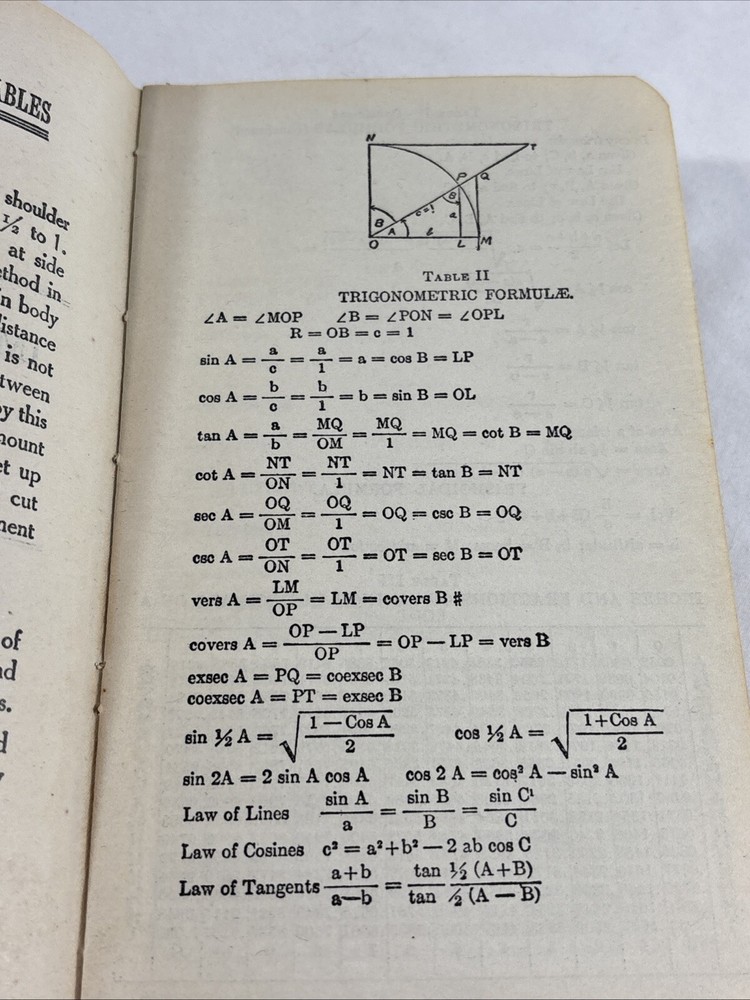 ABLES
shoulder
½ to 1.
at side
ethod in-
n body
istance
is not
tween
by this
mount
et up
cut
ment
of
nd
s.
d
N T
P Q
B B a
A c=1 b
O L M
Table II
TRIGONOMETRIC FORMULÆ.
∠A = ∠MOP ∠B = ∠PON = ∠OPL
R = OB = c = 1
sin A = a/c = a/1 = a = cos B = LP
cos A = b/c = b/1 = b = sin B = OL
tan A = a/b = MQ/OM = MQ/1 = MQ = cot B = MQ
cot A = NT/ON = NT/1 = NT = tan B = NT
sec A = OQ/OM = OQ/1 = OQ = csc B = OQ
csc A = OT/ON = OT/1 = OT = sec B = OT
vers A = LM/OP = LM = covers B #
covers A = OP — LP/OP = OP — LP = vers B
exsec A = PQ = coexsec B
coexsec A = PT = exsec B
sin ½ A = √(1 — Cos A/2) cos ½ A = √(1+Cos A/2)
sin 2A = 2 sin A cos A cos 2 A = cos² A — sin² A
Law of Lines sin A/a = sin B/B = sin C¹/C
Law of Cosines c² = a²+b² — 2 ab cos C
Law of Tangents a+b/a—b = tan ½ (A+B)/tan /2 (A — B)